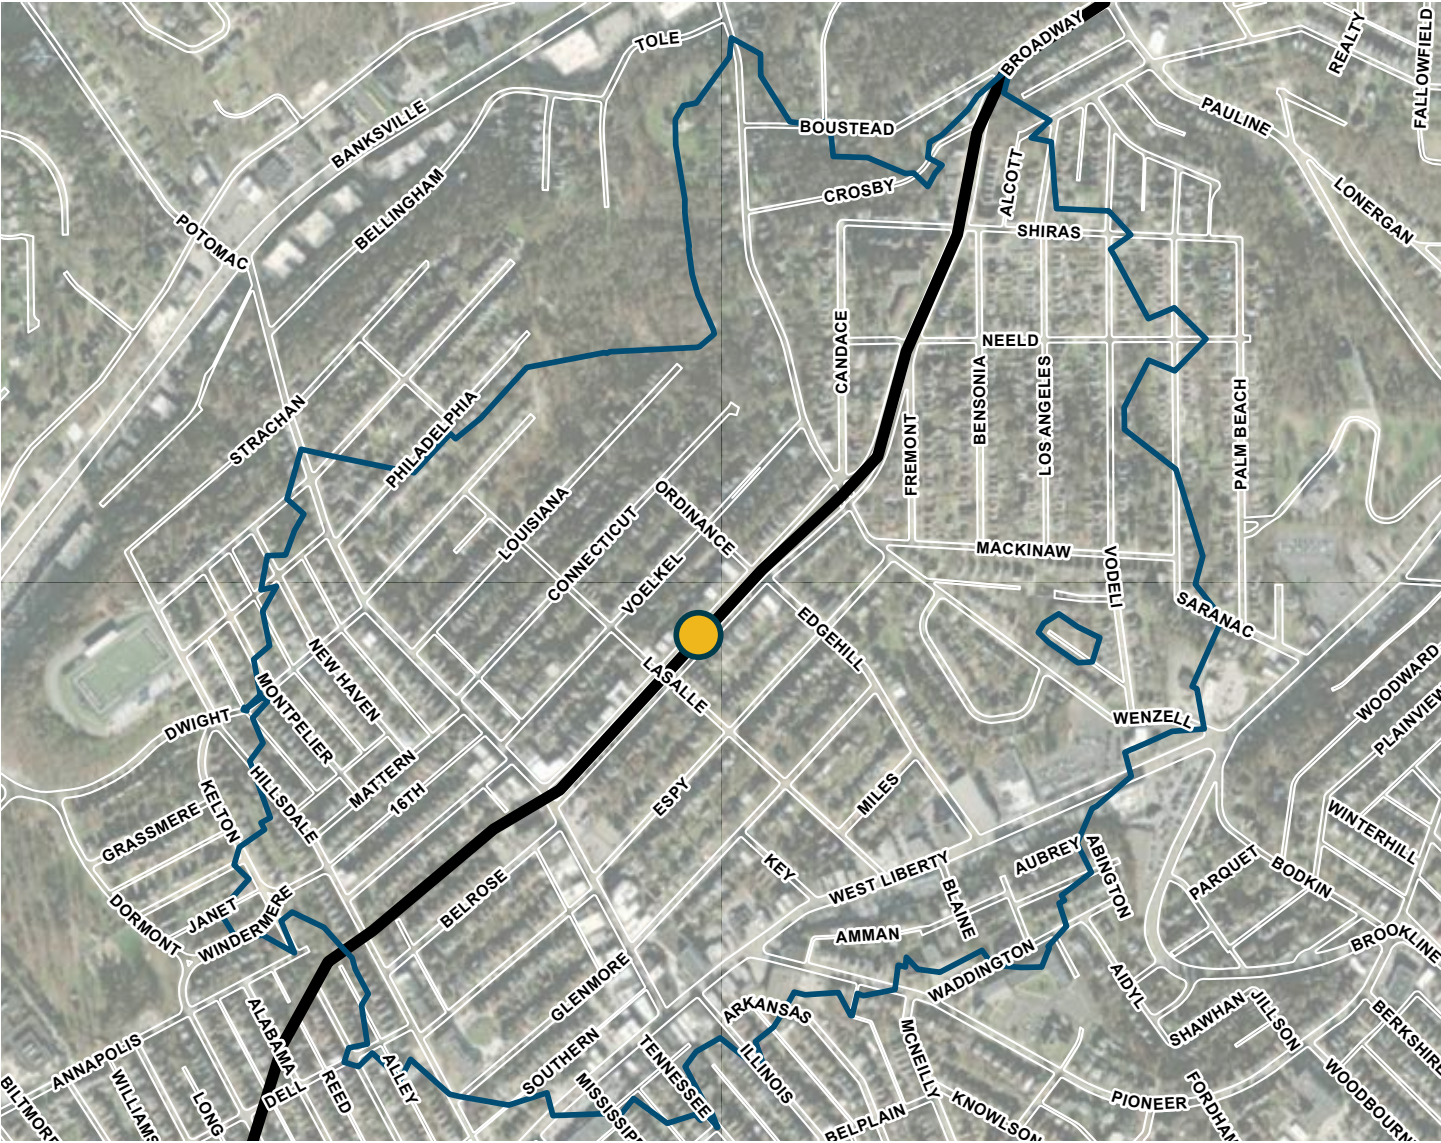 BROADWAY
REALTY
FALLOWFIELD
TOLE
BANKSVILLE
BOUSTEAD
PAULINE
BELLINGHAM
CROSBY
ALCOTT
LONERGAN
POTOMAC
SHIRAS
CANDACE
NEELD
BENSONIA
LOS ANGELES
PALM BEACH
STRACHAN
PHILADELPHIA
FREMONT
ORDINANCE
LOUISIANA
CONNECTICUT
MACKINAW
VODELI
VOELKEL
SARANAC
EDGEHILL
LASALLE
NEW HAVEN
MONTPELIER
WOODWARD
PLAINVIEW
DWIGHT
WENZELL
MATTERN
16TH
HILLSDALE
KELTON
GRASSMERE
ESPY
MILES
WINTERHILL
KEY
WEST LIBERTY
AUBREY
ABINGTON
PARQUET
BODKIN
BLAINE
BELROSE
DORMONT
JANET
WINDERMERE
AMMAN
BROOKLINE
WADDINGTON
AIDYL
GLENMORE
ARKANSAS
SHAWHAN
JILLSON
BERKSHIRE
ALABAMA
ANNAPOLIS
MCNEILLY
SOUTHERN
TENNESSEE
ILLINOIS
WOODBOURN
BILTMOR
WILLIAMS
LONG
DELL
REED
ALLEY
MISSISSIPP
BELPLAIN
KNOWLSON
PIONEER
FORDHAM